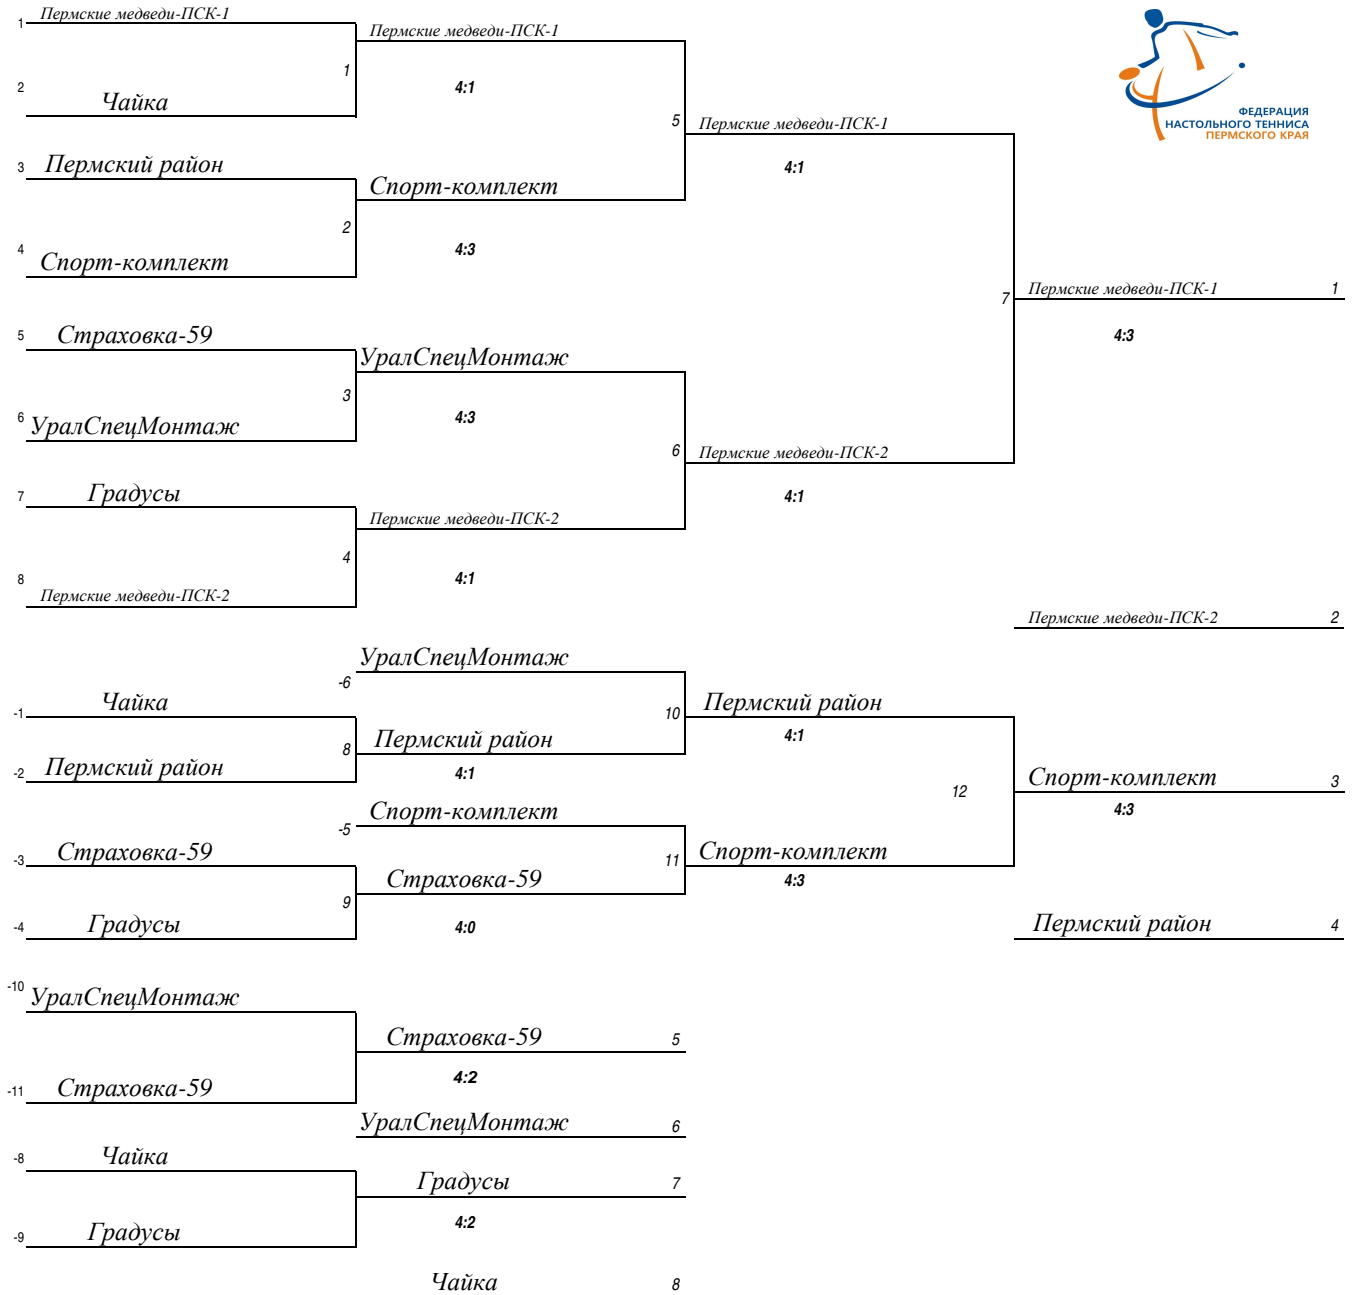 1 Пермские медведи-ПСК-1
Пермские медведи-ПСК-1
1
2 Чайка
4:1
5 Пермские медведи-ПСК-1
ФЕДЕРАЦИЯ
НАСТОЛЬНОГО ТЕННИСА
ПЕРМСКОГО КРАЯ
3 Пермский район
4:1
Спорт-комплект
2
4 Спорт-комплект
4:3
7 Пермские медведи-ПСК-1 1
5 Страховка-59
4:3
УралСпецМонтаж
3
6 УралСпецМонтаж
4:3
6 Пермские медведи-ПСК-2
7 Градусы
4:1
Пермские медведи-ПСК-2
4
4:1
8 Пермские медведи-ПСК-2
Пермские медведи-ПСК-2 2
-6 УралСпецМонтаж
-1 Чайка
10 Пермский район
8 Пермский район
4:1
-2 Пермский район
4:1
12 Спорт-комплект 3
4:3
-5 Спорт-комплект
-3 Страховка-59
11 Спорт-комплект
4:3
9 Страховка-59
-4 Градусы
4:0
Пермский район 4
-10 УралСпецМонтаж
Страховка-59 5
4:2
-11 Страховка-59
УралСпецМонтаж 6
-8 Чайка
Градусы 7
4:2
-9 Градусы
Чайка 8